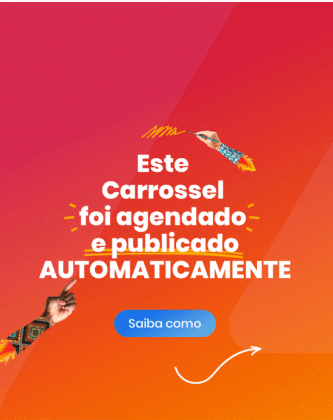 Este
Carrossel
foi agendado
e publicado
AUTOMATICAMENTE
Saiba como